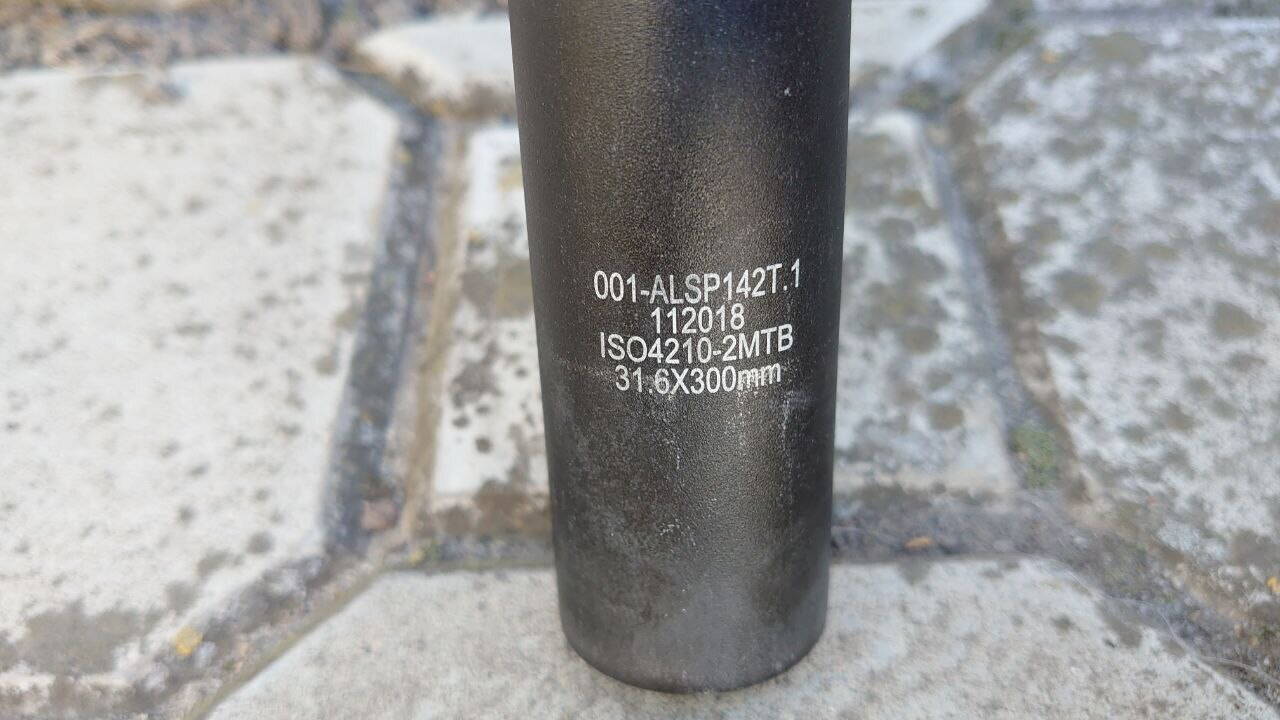 001-ALSP142T.1
112018
ISO4210-2MTB
31.6X300mm